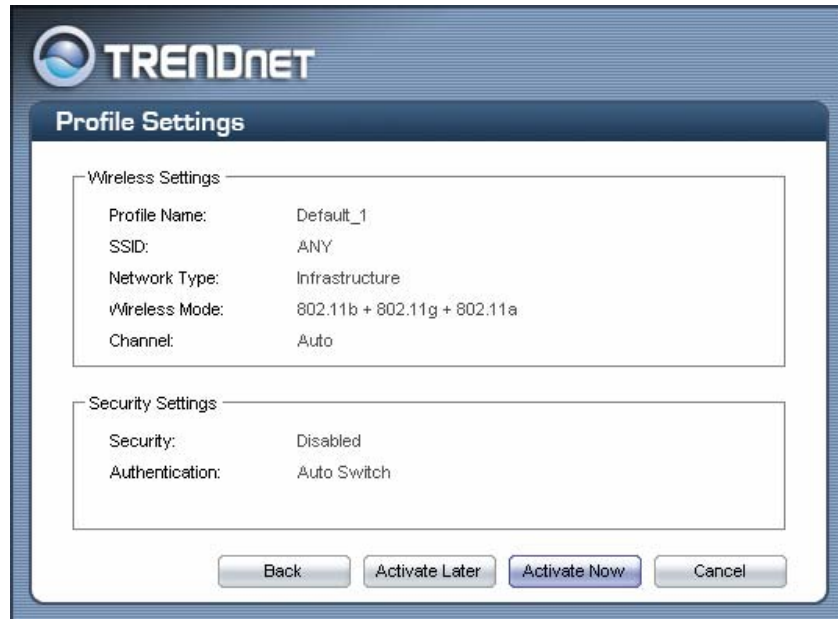 TRENDNET
Profile Settings
Wireless Settings
Profile Name: Default_1
SSID: ANY
Network Type: Infrastructure
Wireless Mode: 802.11b + 802.11g + 802.11a
Channel: Auto
Security Settings
Security: Disabled
Authentication: Auto Switch
Back Activate Later Activate Now Cancel